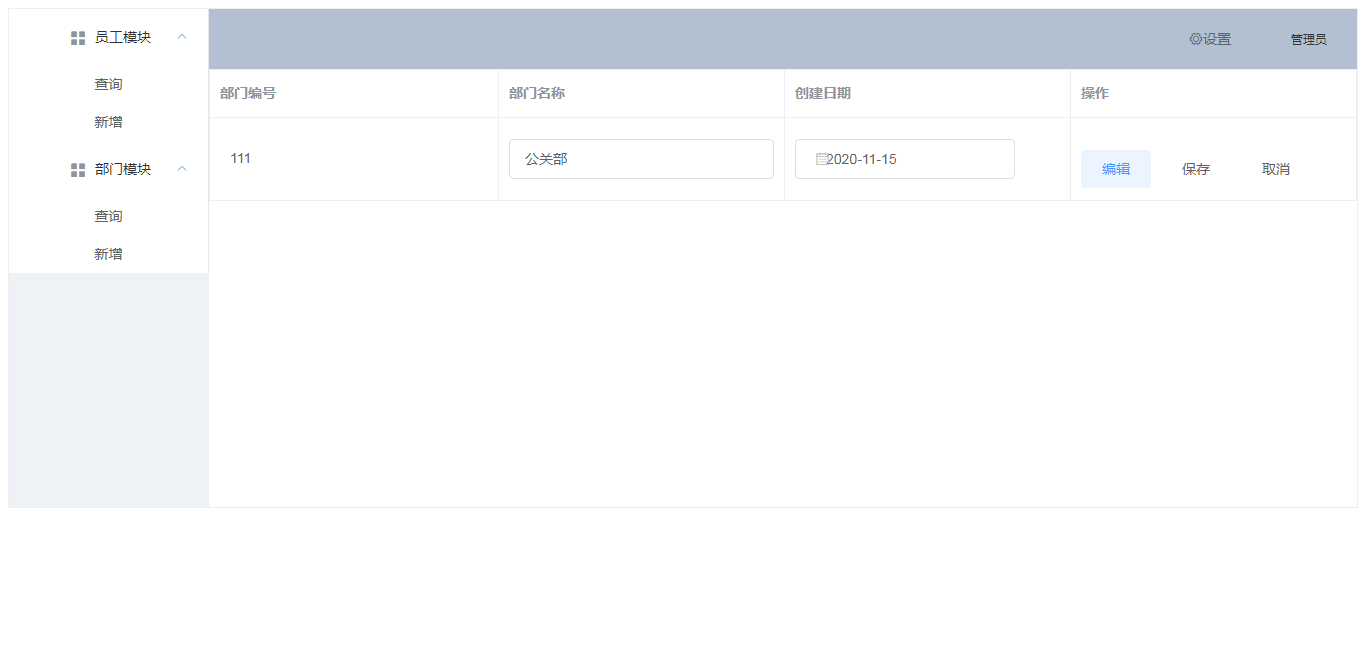 员工模块
查询
新增
部门模块
查询
新增
设置 管理员
部门编号 部门名称 创建日期 操作
111 公关部 2020-11-15 编辑 保存 取消